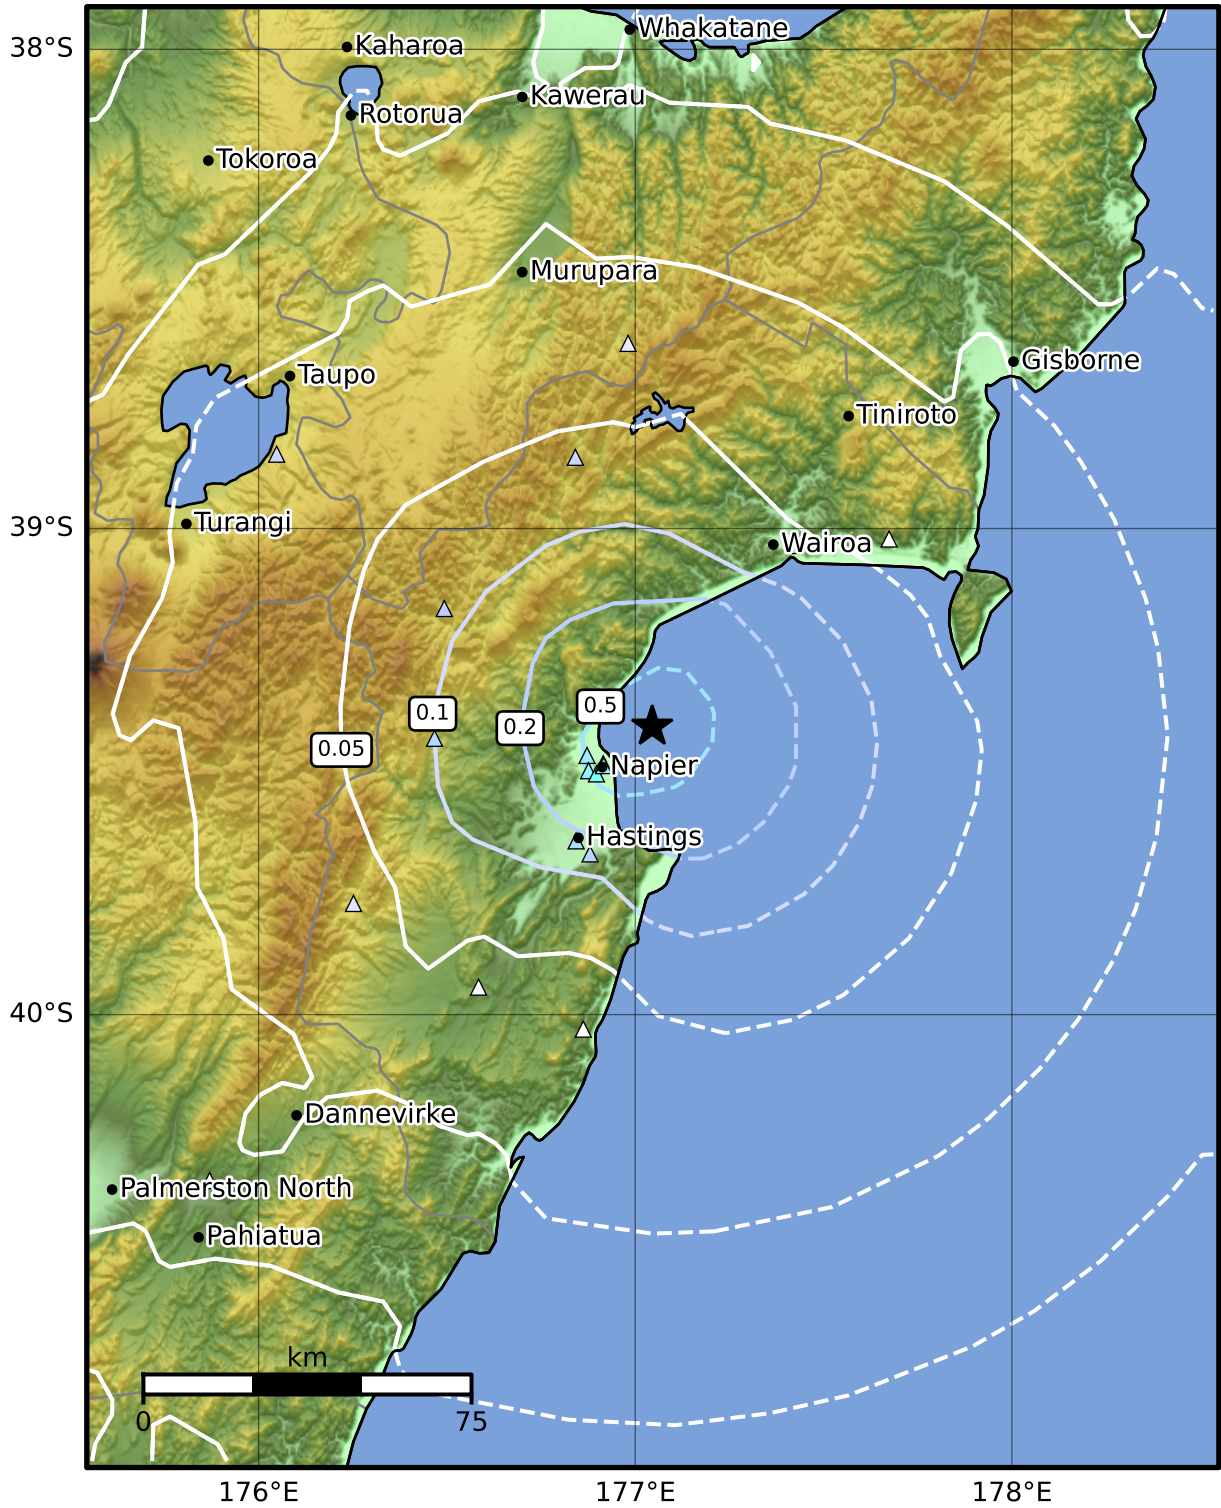 Whakatane
38°S
Kaharoa
Kawerau
Rotorua
Tokoroa
Murupara
Gisborne
Taupo
Tiniroto
Turangi
39°S
Wairoa
0.5
0.1
0.2
0.05
Napier
Hastings
40°S
Dannevirke
Palmerston North
Pahiatua
km
0
75
176°E
177°E
178°E